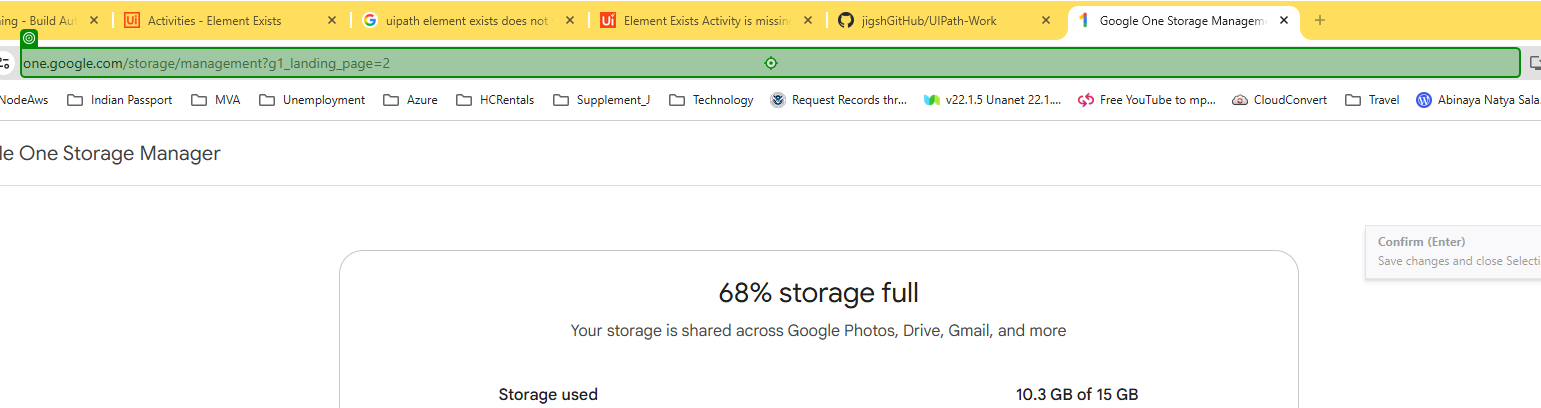 ning - Build Aut
Activities - Element Exists
uipath element exists does not
Element Exists Activity is missing
jigshGitHub/UIPath-Work
Google One Storage Managem
one.google.com/storage/management?g1_landing_page=2
NodeAws
Indian Passport
MVA
Unemployment
Azure
HCRentals
Supplement_J
Technology
Request Records thr...
v22.1.5 Unanet 22.1....
Free YouTube to mp...
CloudConvert
Travel
Abinaya Natya Sala
le One Storage Manager
Confirm (Enter)
Save changes and close Selecti
68% storage full
Your storage is shared across Google Photos, Drive, Gmail, and more
Storage used
10.3 GB of 15 GB